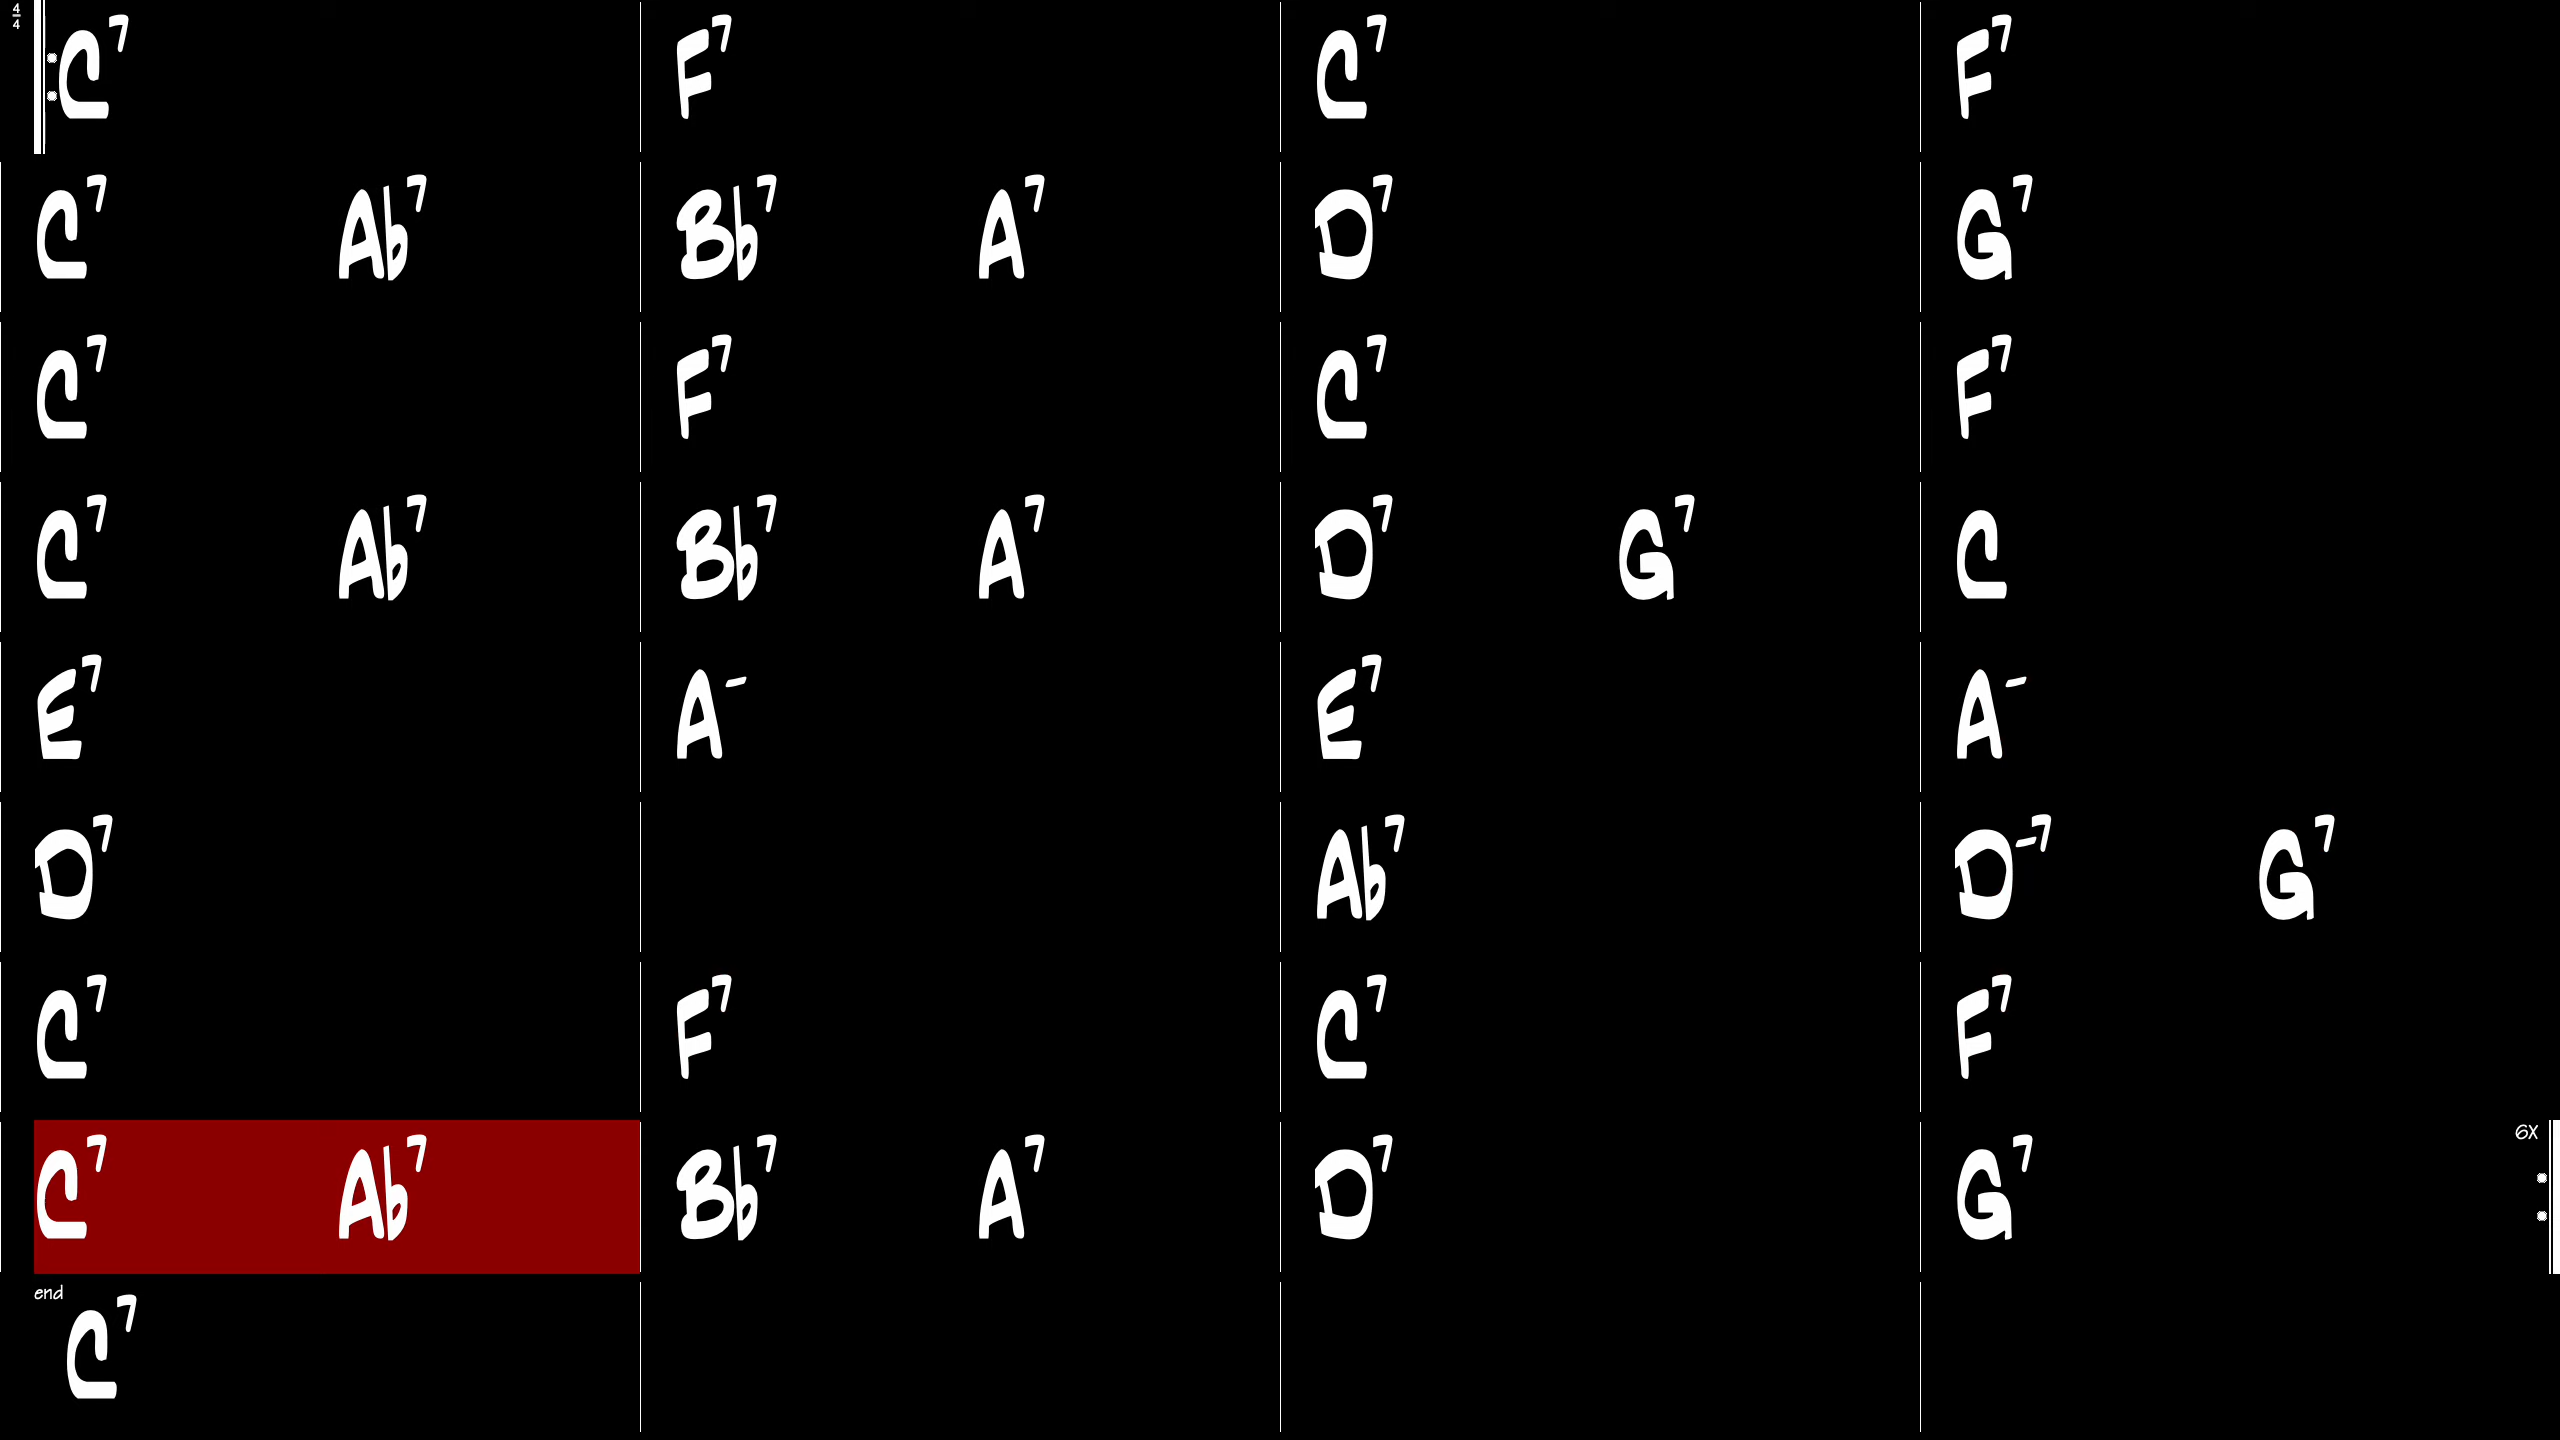 4/4 C7 F7 C7 F7
C7 Ab7 Bb7 A7 D7 G7
C7 F7 C7 F7
C7 Ab7 Bb7 A7 D7 G7 C
E7 A- E7 A-
D7 Ab7 D-7 G7
C7 F7 C7 F7
C7 Ab7 Bb7 A7 D7 G7 6x
end C7